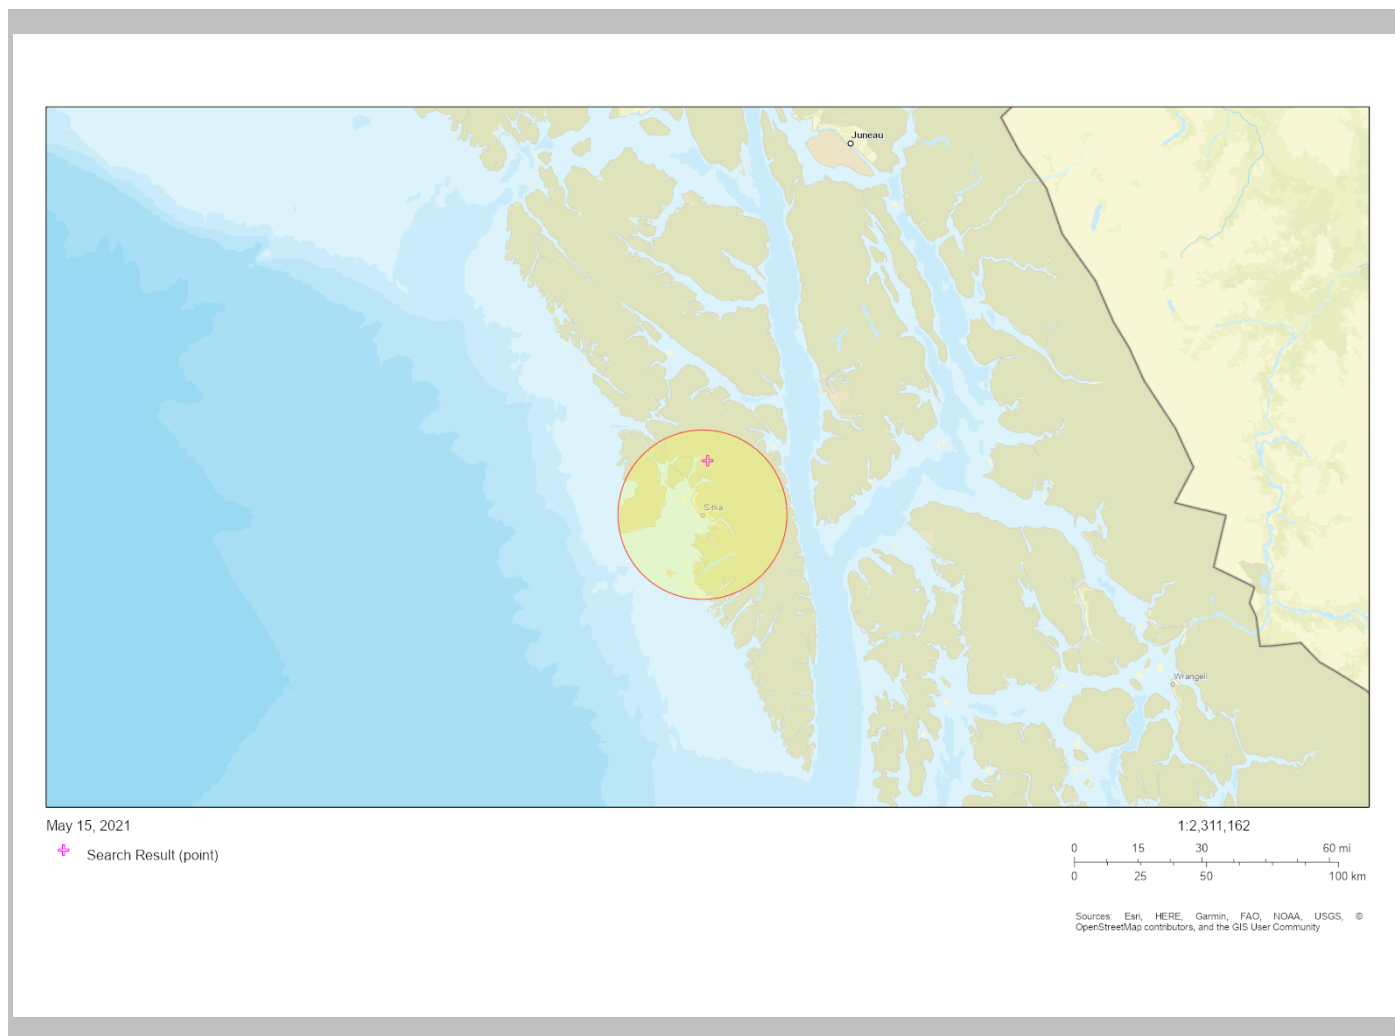 Juneau
Sitka
Wrangell
May 15, 2021
1:2,311,162
Search Result (point)
0 15 30 60 mi
0 25 50 100 km
Sources: Esri, HERE, Garmin, FAO, NOAA, USGS, ©
OpenStreetMap contributors, and the GIS User Community